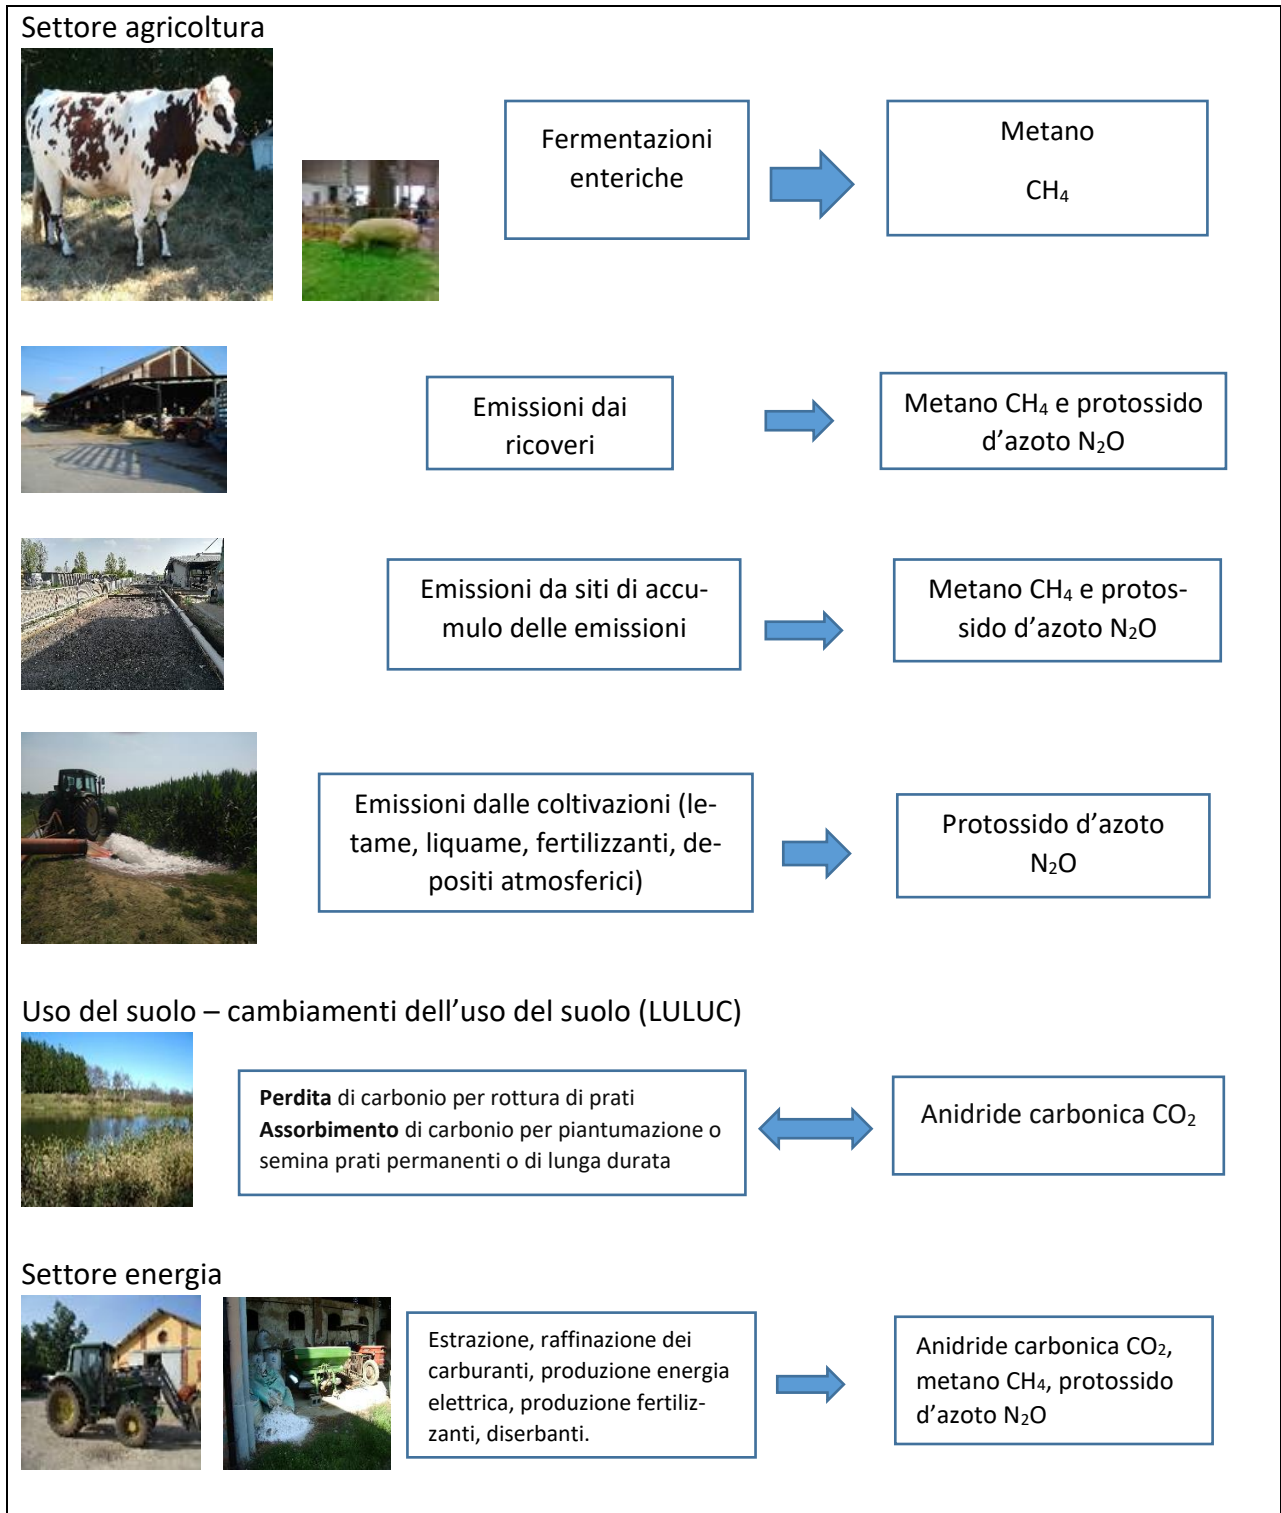 Settore agricoltura
Fermentazioni
enteriche
Metano
CH₄
Emissioni dai
ricoveri
Metano CH₄ e protossido
d’azoto N₂O
Emissioni da siti di accu-
mulo delle emissioni
Metano CH₄ e protos-
sido d’azoto N₂O
Emissioni dalle coltivazioni (le-
tame, liquame, fertilizzanti, de-
positi atmosferici)
Protossido d’azoto
N₂O
Uso del suolo – cambiamenti dell’uso del suolo (LULUC)
Perdita di carbonio per rottura di prati
Assorbimento di carbonio per piantumazione o
semina prati permanenti o di lunga durata
Anidride carbonica CO₂
Settore energia
Estrazione, raffinazione dei
carburanti, produzione energia
elettrica, produzione fertiliz-
zanti, diserbanti.
Anidride carbonica CO₂,
metano CH₄, protossido
d’azoto N₂O